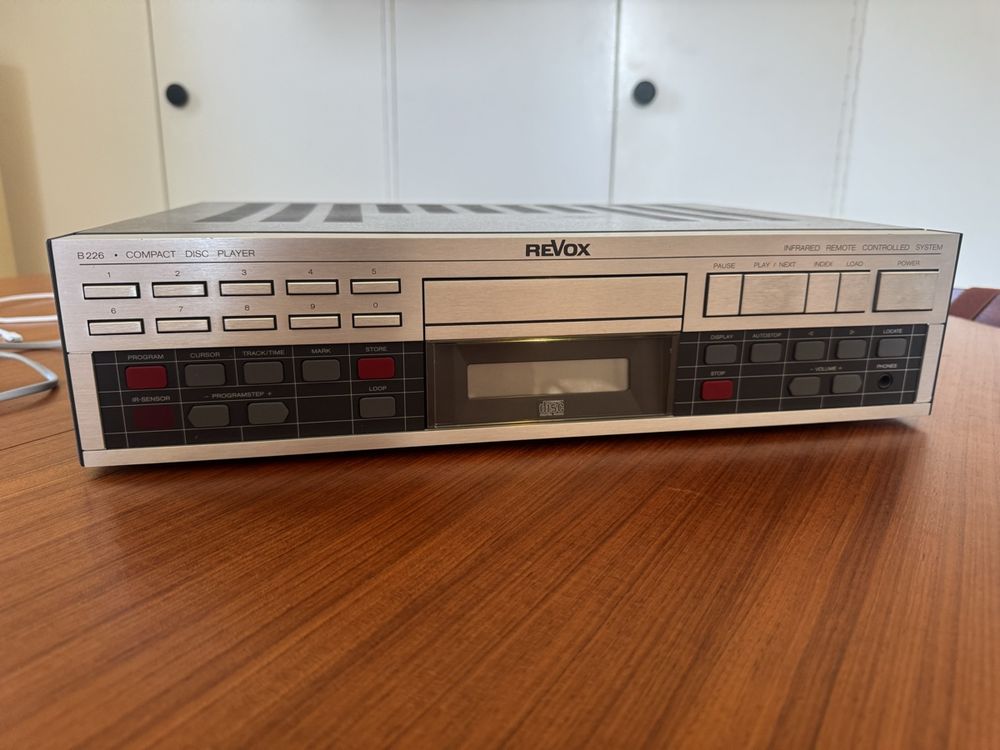 B226 • COMPACT DISC PLAYER
REVOX
INFRARED REMOTE CONTROLLED SYSTEM
1 2 3 4 5
PAUSE PLAY / NEXT INDEX LOAD POWER
6 7 8 9 0
PROGRAM CURSOR TRACK/TIME MARK STORE
DISPLAY AUTOSTOP ◁ ▷ LOCATE
IR-SENSOR - PROGRAMSTEP + LOOP
STOP - VOLUME + PHONES
disc